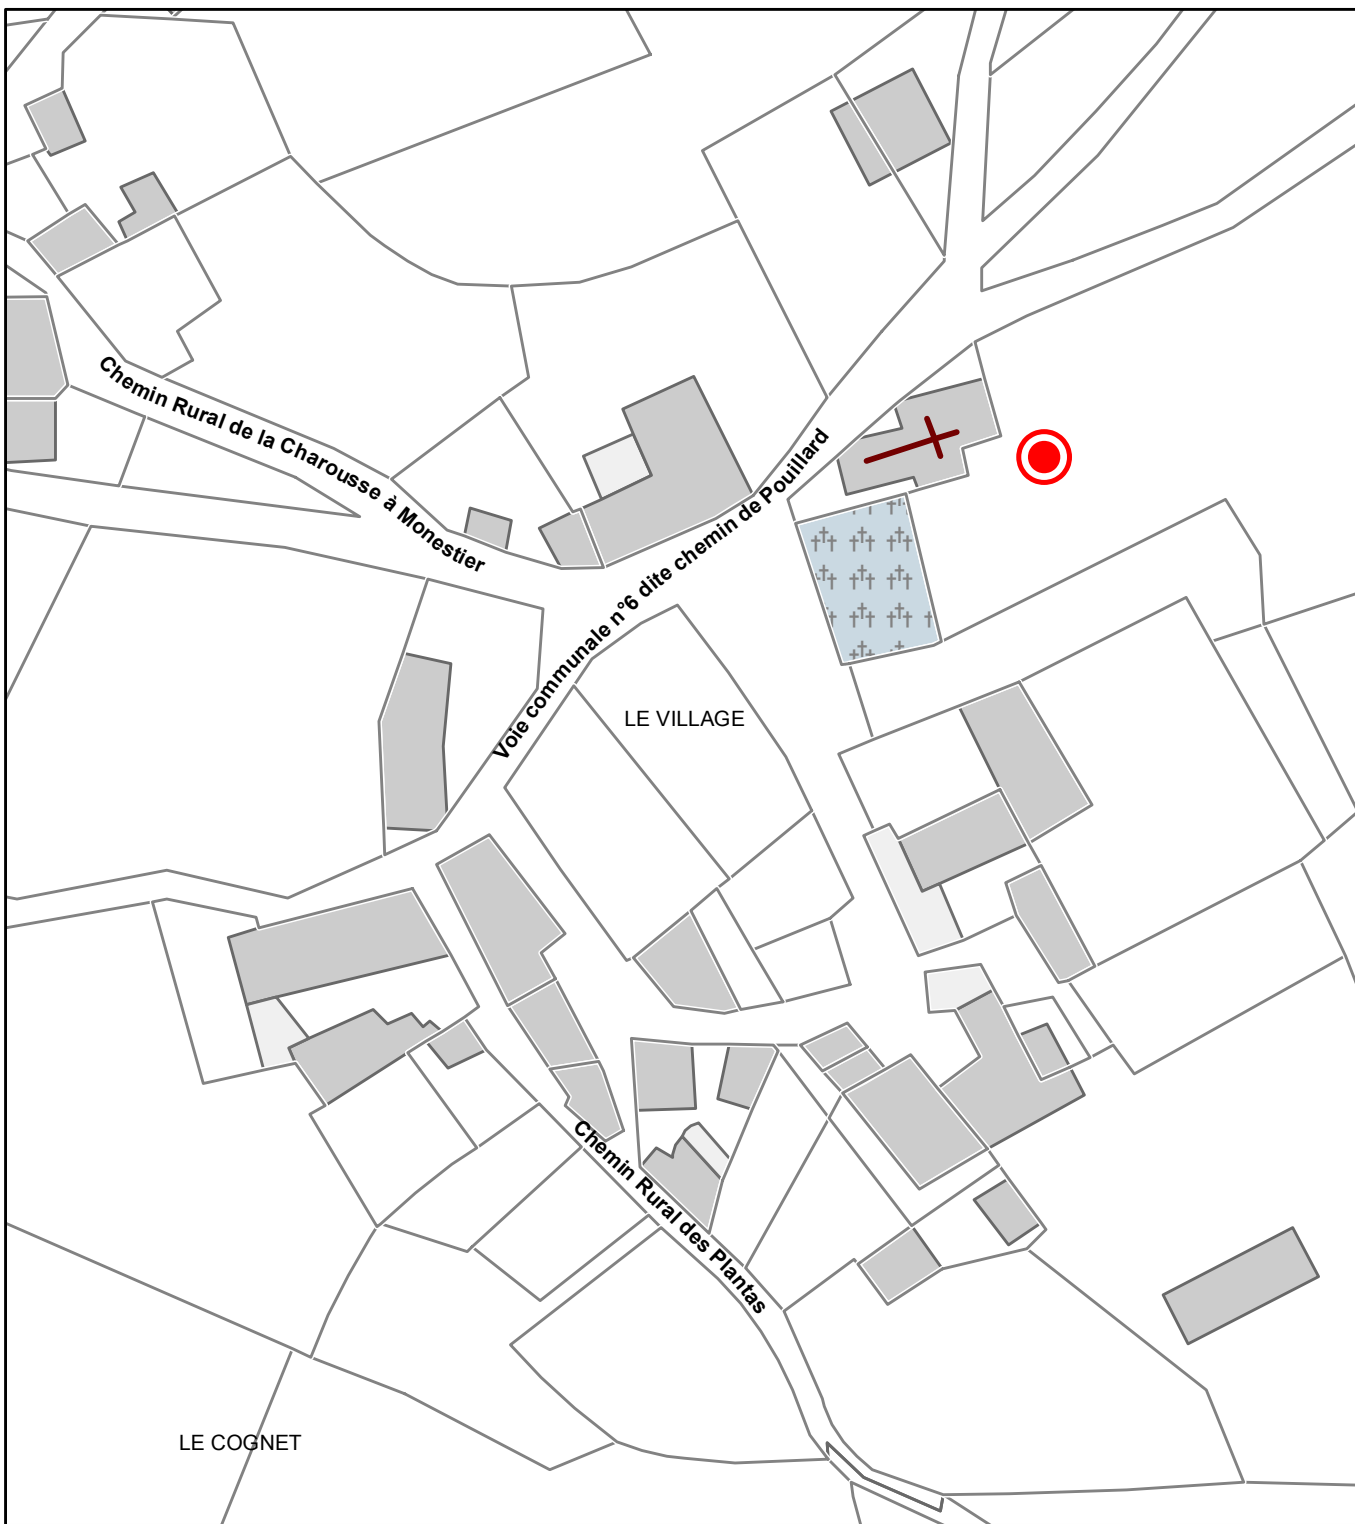 Chemin Rural de la Charousse à Monestier
Voie communale n°6 dite chemin de Pouillard
LE VILLAGE
Chemin Rural des Plantas
LE COGNET